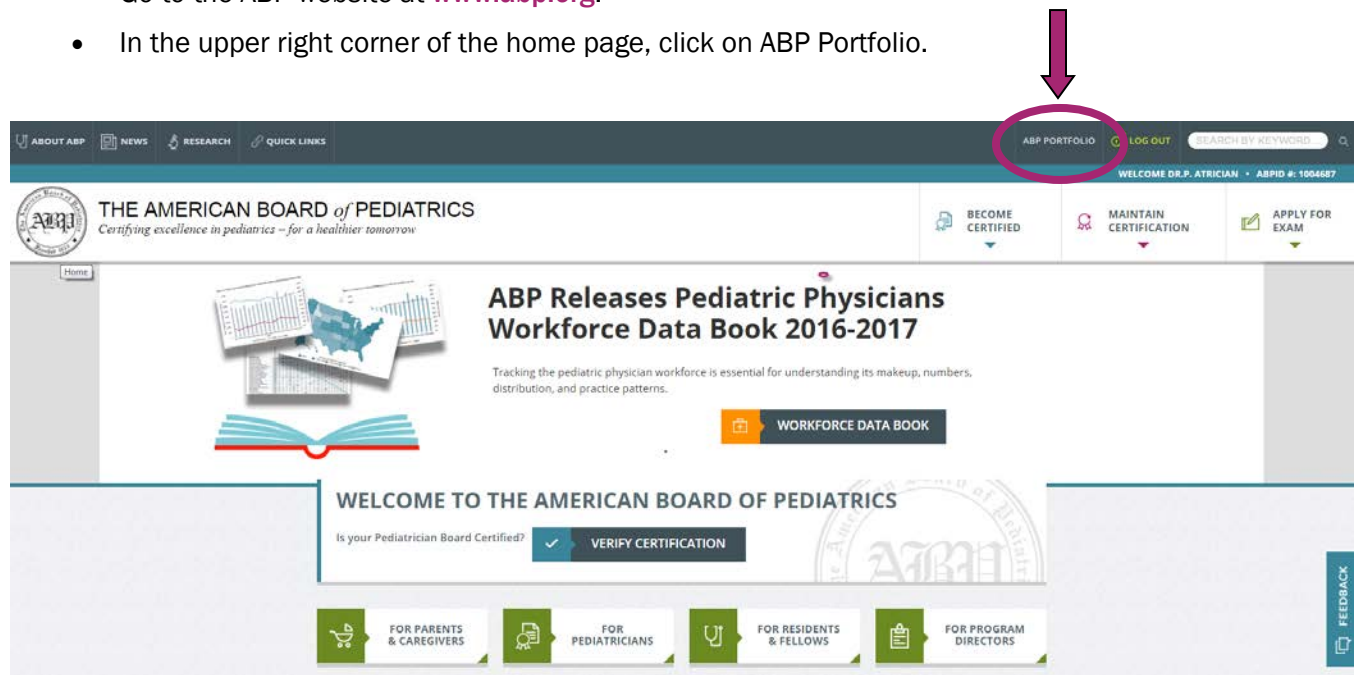 Go to the ABP website at www.abp.org.
• In the upper right corner of the home page, click on ABP Portfolio.
ABOUT ABP NEWS RESEARCH QUICK LINKS ABP PORTFOLIO LOG OUT SEARCH BY KEYWORD...
WELCOME DR.P. ATRICIAN • ABPID #: 1004687
THE AMERICAN BOARD of PEDIATRICS
Certifying excellence in pediatrics – for a healthier tomorrow
BECOME
CERTIFIED
MAINTAIN
CERTIFICATION
APPLY FOR
EXAM
Home
ABP Releases Pediatric Physicians
Workforce Data Book 2016-2017
Tracking the pediatric physician workforce is essential for understanding its makeup, numbers,
distribution, and practice patterns.
WORKFORCE DATA BOOK
WELCOME TO THE AMERICAN BOARD OF PEDIATRICS
Is your Pediatrician Board Certified? VERIFY CERTIFICATION
ABP
FOR PARENTS
& CAREGIVERS
FOR
PEDIATRICIANS
FOR RESIDENTS
& FELLOWS
FOR PROGRAM
DIRECTORS
FEEDBACK